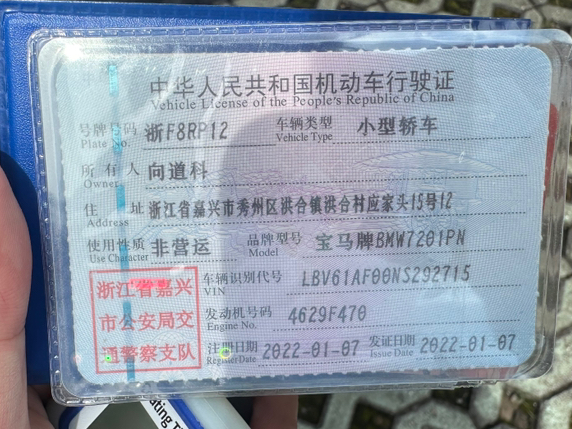 中华人民共和国机动车行驶证
Vehicle License of the People's Republic of China
号牌号码 浙F8RP12 车辆类型 小型轿车
Plate No. Vehicle Type
所有人 向道科
Owner
住址 浙江省嘉兴市秀州区洪合镇洪合村应家头15号12
Address
使用性质 非营运 品牌型号 宝马牌BMW7201PN
Use Character Model
浙江省嘉兴 车辆识别代号 LBV61AF00NS292715
VIN
市公安局交 发动机号码 4629F470
Engine No.
通警察支队 注册日期 2022-01-07 发证日期 2022-01-07
Register Date Issue Date
ating T